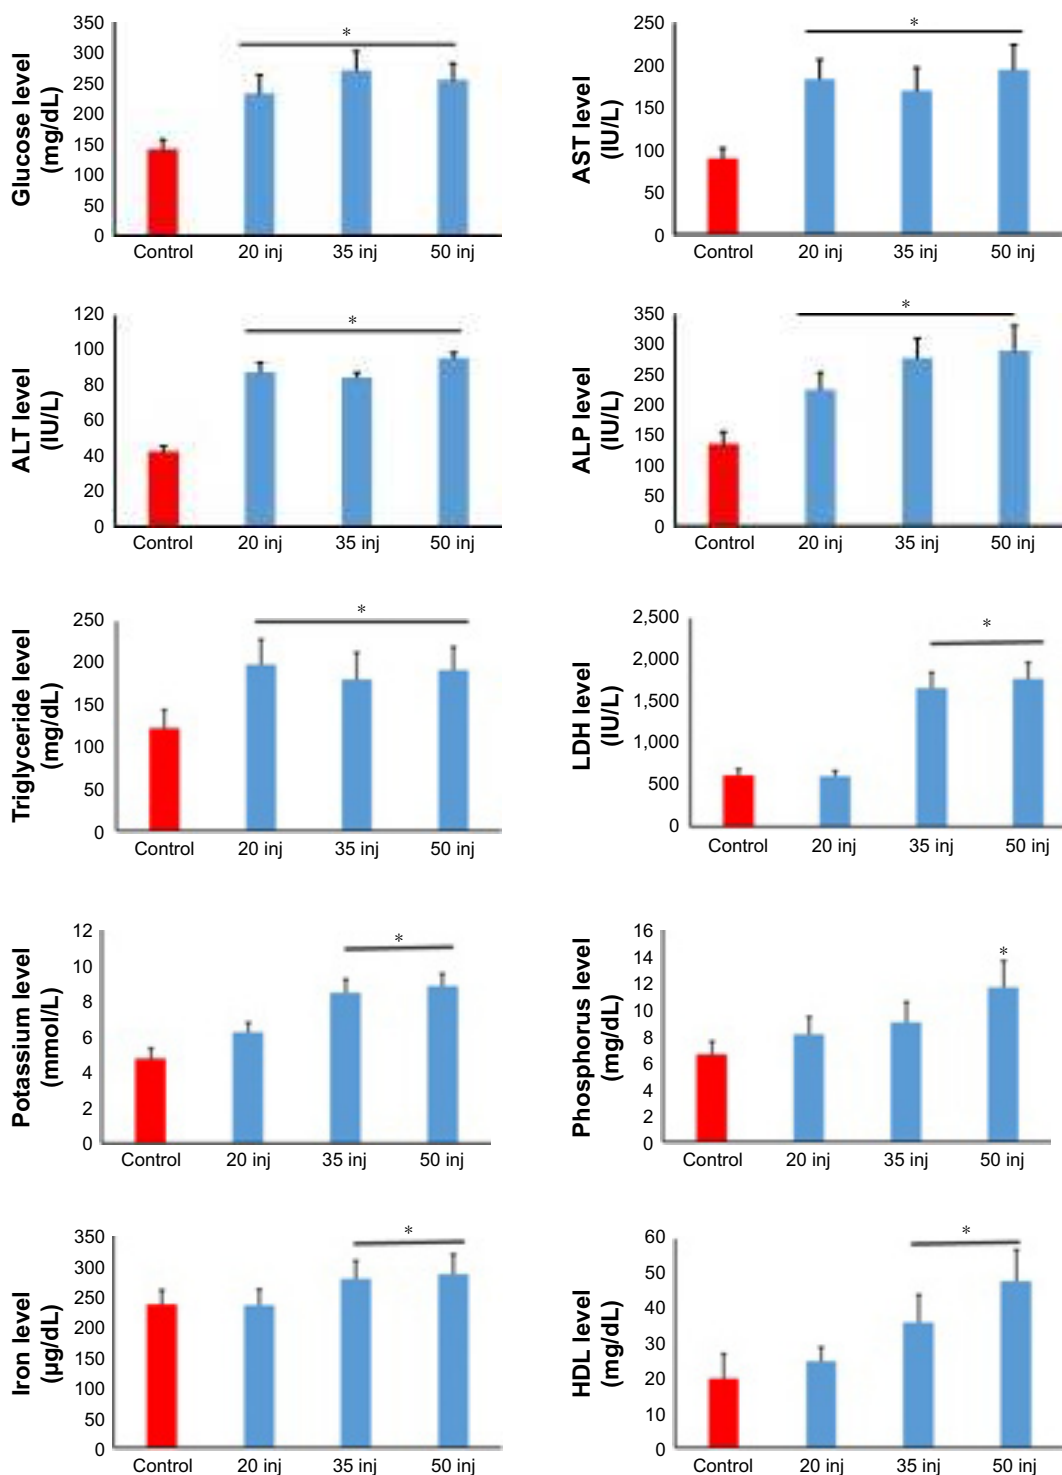 Glucose level
(mg/dL)
350
300
250
200
150
100
50
0
*
Control 20 inj 35 inj 50 inj
AST level
(IU/L)
250
200
150
100
50
0
*
Control 20 inj 35 inj 50 inj
ALT level
(IU/L)
120
100
80
60
40
20
0
*
Control 20 inj 35 inj 50 inj
ALP level
(IU/L)
350
300
250
200
150
100
50
0
*
Control 20 inj 35 inj 50 inj
Triglyceride level
(mg/dL)
250
200
150
100
50
0
*
Control 20 inj 35 inj 50 inj
LDH level
(IU/L)
2,500
2,000
1,500
1,000
500
0
*
Control 20 inj 35 inj 50 inj
Potassium level
(mmol/L)
12
10
8
6
4
2
0
*
Control 20 inj 35 inj 50 inj
Phosphorus level
(mg/dL)
16
14
12
10
8
6
4
2
0
*
Control 20 inj 35 inj 50 inj
Iron level
(µg/dL)
350
300
250
200
150
100
50
0
*
Control 20 inj 35 inj 50 inj
HDL level
(mg/dL)
60
50
40
30
20
10
0
*
Control 20 inj 35 inj 50 inj